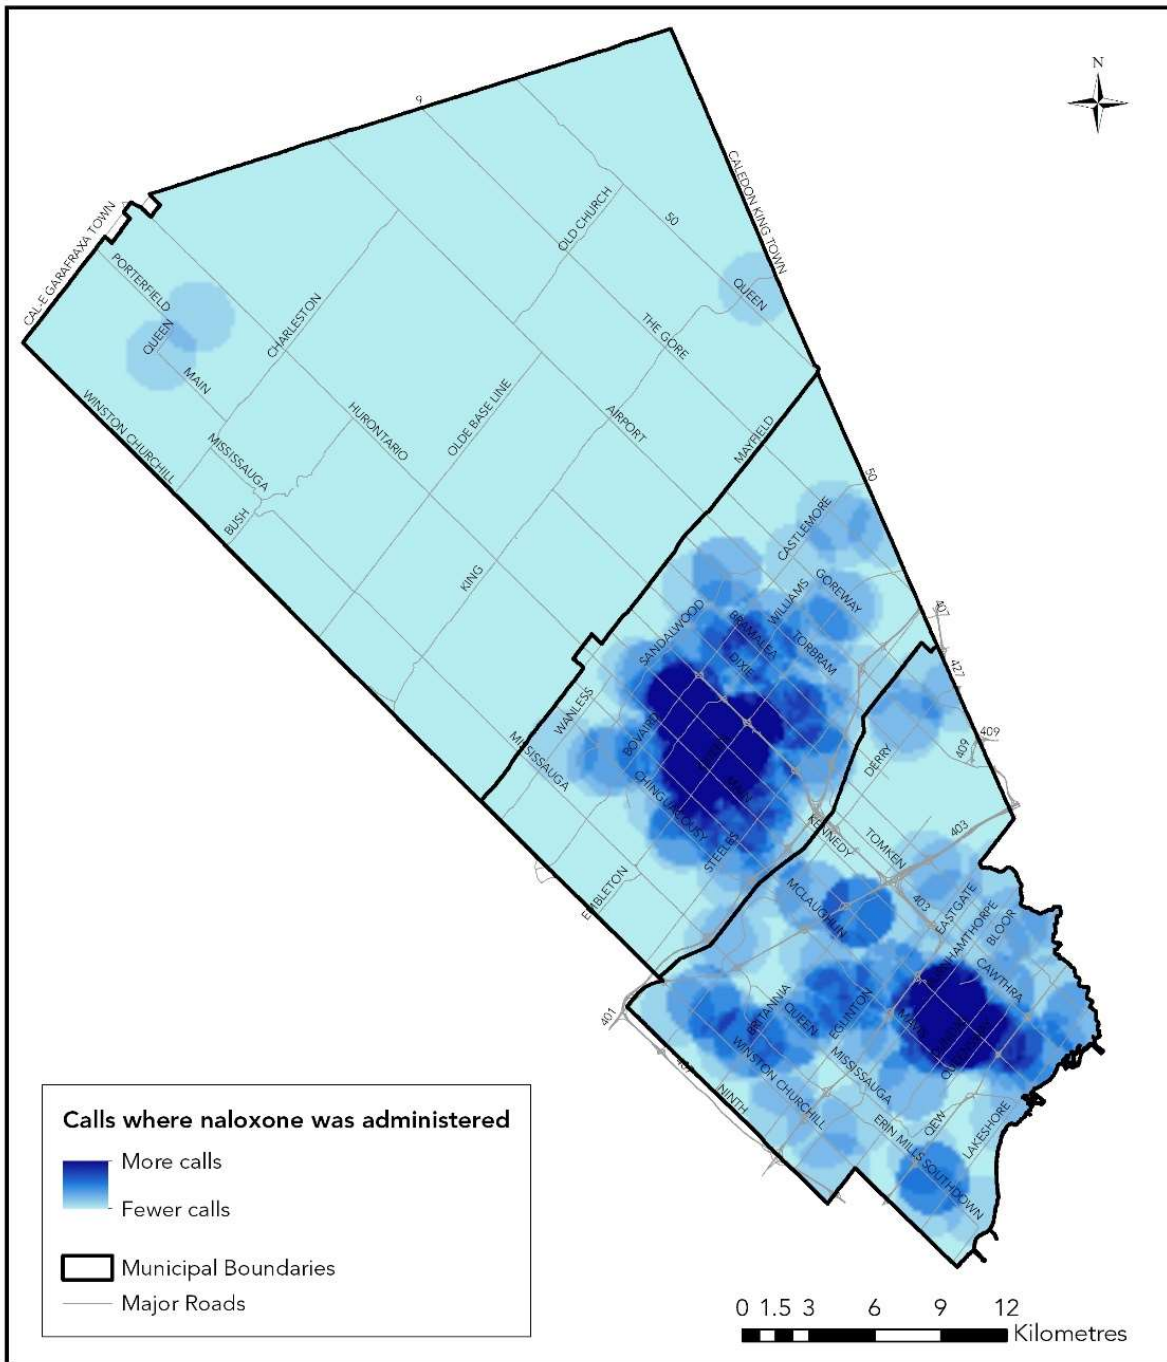 N
9
CALEDON KING TOWN
CAL-E GARAFRAXA TOWN
OLD CHURCH
50
PORTERFIELD
QUEEN
QUEEN
CHARLESTON
THE GORE
MAIN
WINSTON CHURCHILL
HURONTARIO
OLDE BASE LINE
AIRPORT
MAYFIELD
MISSISSAUGA
50
BUSH
CASTLEMORE
KING
GOREWAY
WILLIAMS
407
SANDALWOOD
BRAMALEA
TORBRAM
DIXIE
427
WANLESS
BOVAIRD
409
409
MISSISSAUGA
DERRY
MAIN
CHINGUACOUSY
STEELES
KENNEDY
TOMKEN
403
EMBLETON
MCLAUGHLIN
403
EASTGATE
BURNHAMTHORPE
BLOOR
CAWTHRA
BRITANNIA
QUEEN
EGLINTON
401
WINSTON CHURCHILL
MISSISSAUGA
NINTH
QEW
LAKESHORE
ERIN MILLS
SOUTHDOWN
Calls where naloxone was administered
More calls
Fewer calls
Municipal Boundaries
Major Roads
0 1.5 3 6 9 12
Kilometres